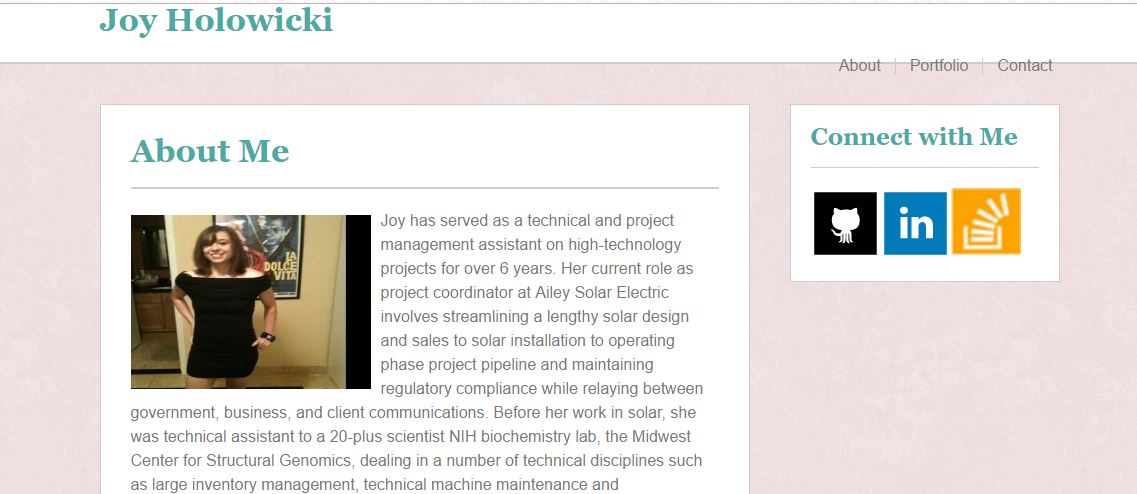 Joy Holowicki
About
Portfolio
Contact
About Me
Joy has served as a technical and project
management assistant on high-technology
projects for over 6 years. Her current role as
project coordinator at Ailey Solar Electric
involves streamlining a lengthy solar design
and sales to solar installation to operating
phase project pipeline and maintaining
regulatory compliance while relaying between
government, business, and client communications. Before her work in solar, she
was technical assistant to a 20-plus scientist NIH biochemistry lab, the Midwest
Center for Structural Genomics, dealing in a number of technical disciplines such
as large inventory management, technical machine maintenance and
LA
DOLCE
VITA
Connect with Me
in